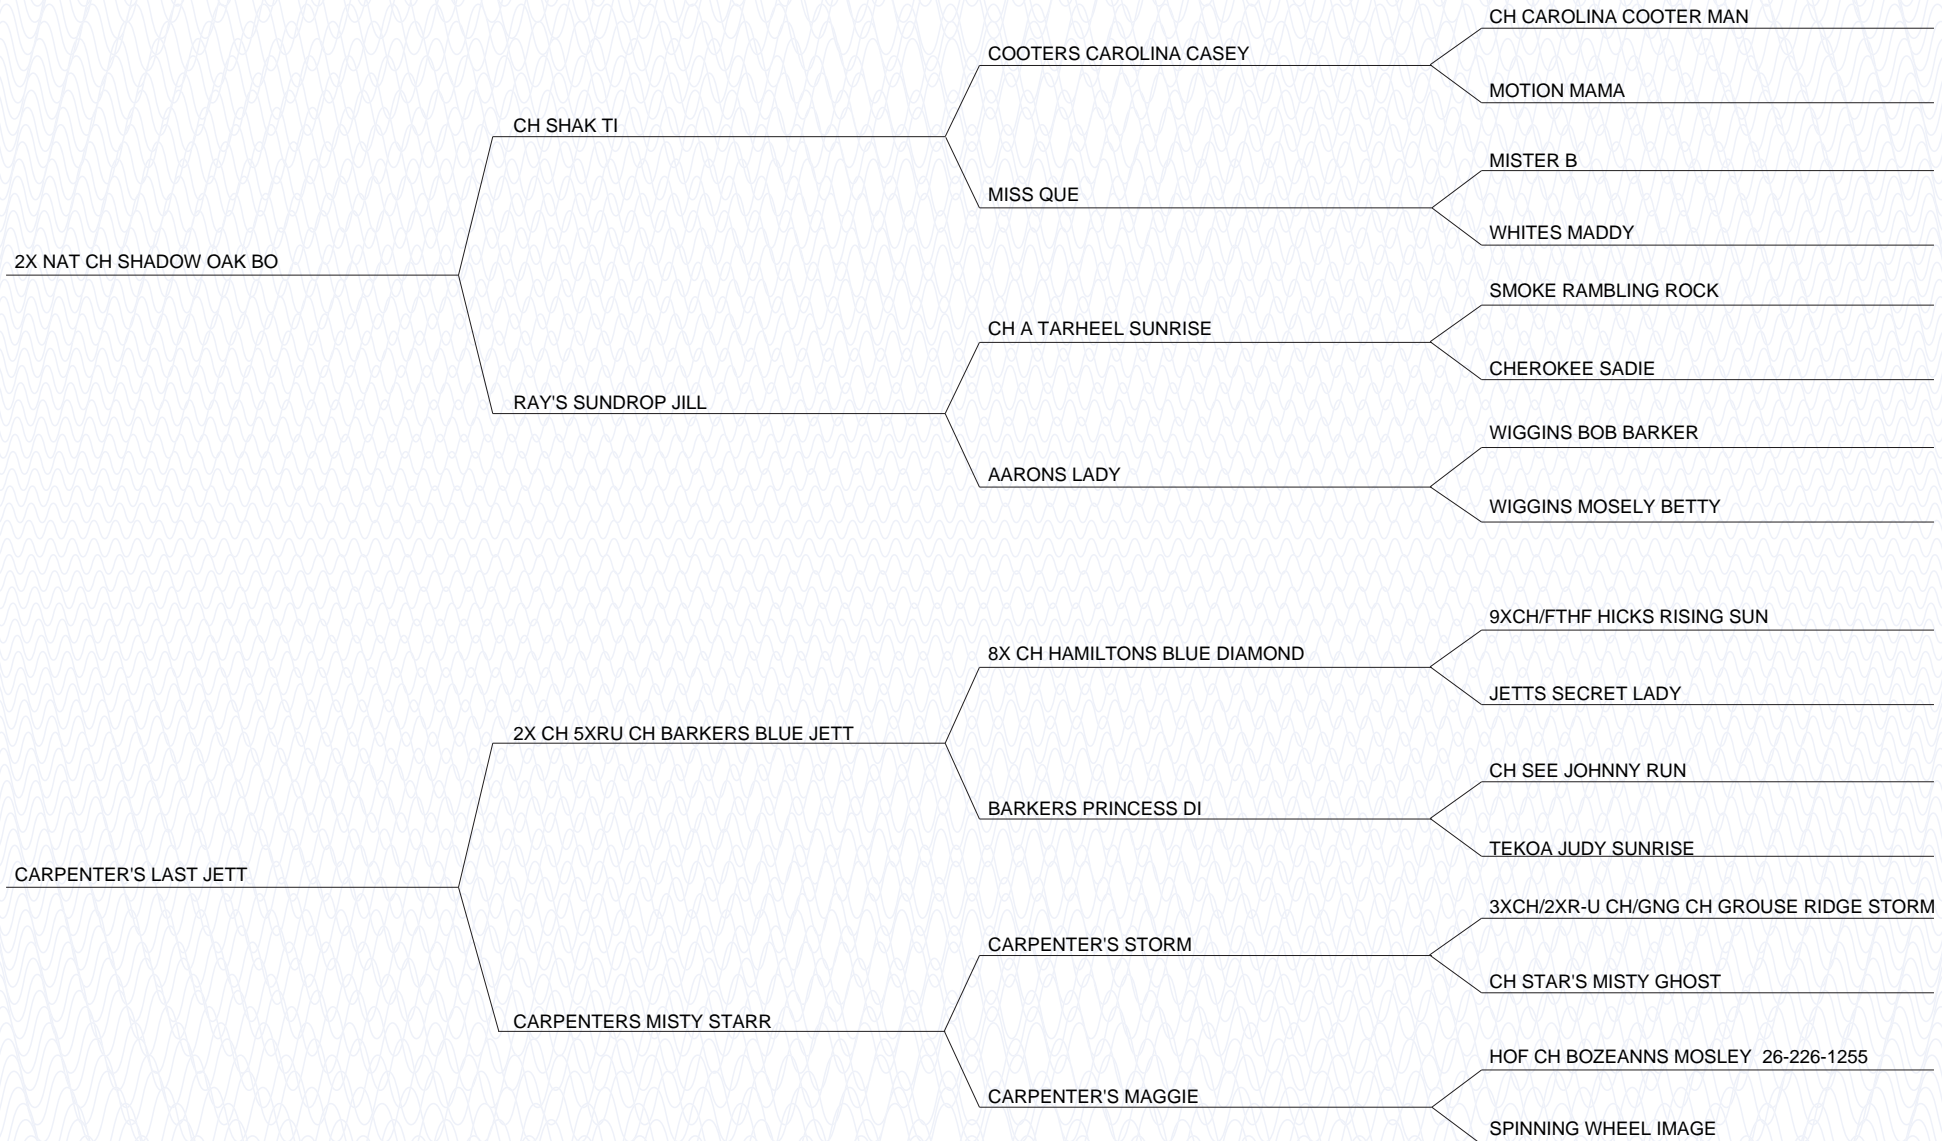 CH CAROLINA COOTER MAN
COOTERS CAROLINA CASEY
MOTION MAMA
CH SHAK TI
MISTER B
MISS QUE
WHITES MADDY
2X NAT CH SHADOW OAK BO
SMOKE RAMBLING ROCK
CH A TARHEEL SUNRISE
CHEROKEE SADIE
RAY'S SUNDROP JILL
WIGGINS BOB BARKER
AARONS LADY
WIGGINS MOSELY BETTY
9XCH/FTHF HICKS RISING SUN
8X CH HAMILTONS BLUE DIAMOND
JETTS SECRET LADY
2X CH 5XRU CH BARKERS BLUE JETT
CH SEE JOHNNY RUN
BARKERS PRINCESS DI
TEKOA JUDY SUNRISE
CARPENTER'S LAST JETT
3XCH/2XR-U CH/GNG CH GROUSE RIDGE STORM
CARPENTER'S STORM
CH STAR'S MISTY GHOST
CARPENTERS MISTY STARR
HOF CH BOZEANNS MOSLEY  26-226-1255
CARPENTER'S MAGGIE
SPINNING WHEEL IMAGE